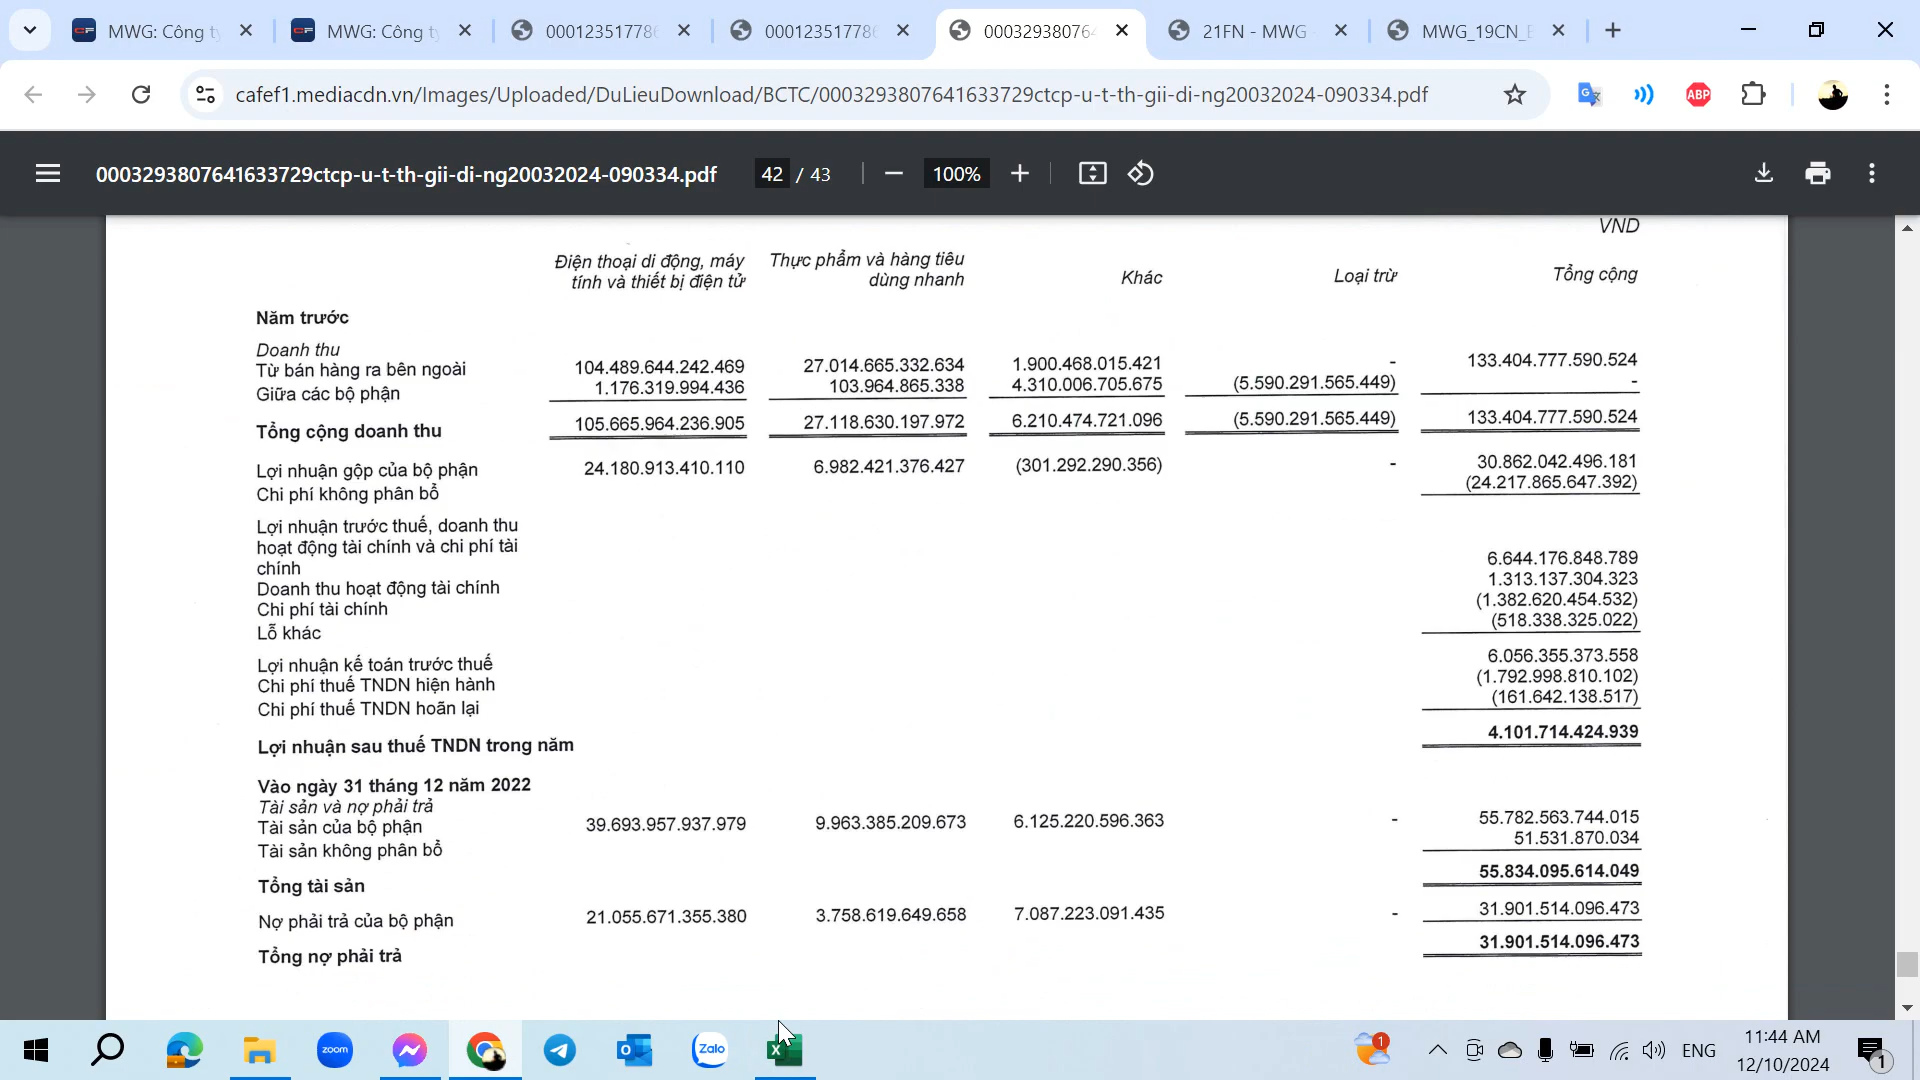 MWG: Công ty
MWG: Công ty
00012351778
00012351778
000329380764
21FN - MWG
MWG_19CN_B
cafef1.mediacdn.vn/Images/Uploaded/DuLieuDownload/BCTC/0003293807641633729ctcp-u-t-th-gii-di-ng20032024-090334.pdf
ABP
0003293807641633729ctcp-u-t-th-gii-di-ng20032024-090334.pdf
42 / 43
100%
VND
Điện thoại di động, máy tính và thiết bị điện tử Thực phẩm và hàng tiêu dùng nhanh Khác Loại trừ Tổng cộng
Năm trước
Doanh thu
Từ bán hàng ra bên ngoài 104.489.644.242.469 27.014.665.332.634 1.900.468.015.421 - 133.404.777.590.524
Giữa các bộ phận 1.176.319.994.436 103.964.865.338 4.310.006.705.675 (5.590.291.565.449) -
Tổng cộng doanh thu 105.665.964.236.905 27.118.630.197.972 6.210.474.721.096 (5.590.291.565.449) 133.404.777.590.524
Lợi nhuận gộp của bộ phận 24.180.913.410.110 6.982.421.376.427 (301.292.290.356) - 30.862.042.496.181
Chi phí không phân bổ (24.217.865.647.392)
Lợi nhuận trước thuế, doanh thu
hoạt động tài chính và chi phí tài
chính 6.644.176.848.789
Doanh thu hoạt động tài chính 1.313.137.304.323
Chi phí tài chính (1.382.620.454.532)
Lỗ khác (518.338.325.022)
Lợi nhuận kế toán trước thuế 6.056.355.373.558
Chi phí thuế TNDN hiện hành (1.792.998.810.102)
Chi phí thuế TNDN hoãn lại (161.642.138.517)
Lợi nhuận sau thuế TNDN trong năm 4.101.714.424.939
Vào ngày 31 tháng 12 năm 2022
Tài sản và nợ phải trả
Tài sản của bộ phận 39.693.957.937.979 9.963.385.209.673 6.125.220.596.363 - 55.782.563.744.015
Tài sản không phân bổ 51.531.870.034
Tổng tài sản 55.834.095.614.049
Nợ phải trả của bộ phận 21.055.671.355.380 3.758.619.649.658 7.087.223.091.435 - 31.901.514.096.473
Tổng nợ phải trả 31.901.514.096.473
zoom
Zalo
1
ENG
11:44 AM
12/10/2024
1